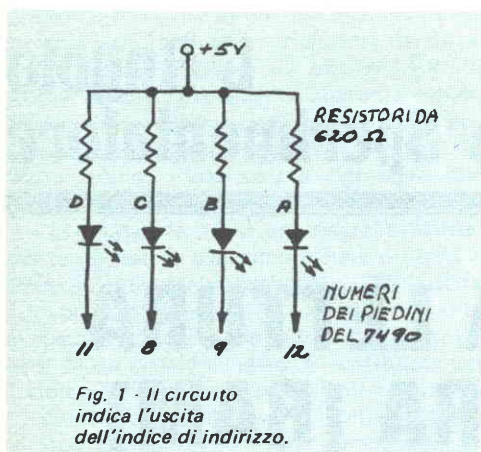 +5V
RESISTORI DA
620 Ω
D C B A
NUMERI
DEI PIEDINI
DEL 7490
11 8 9 12
Fig. 1 - Il circuito
indica l'uscita
dell'indice di indirizzo.